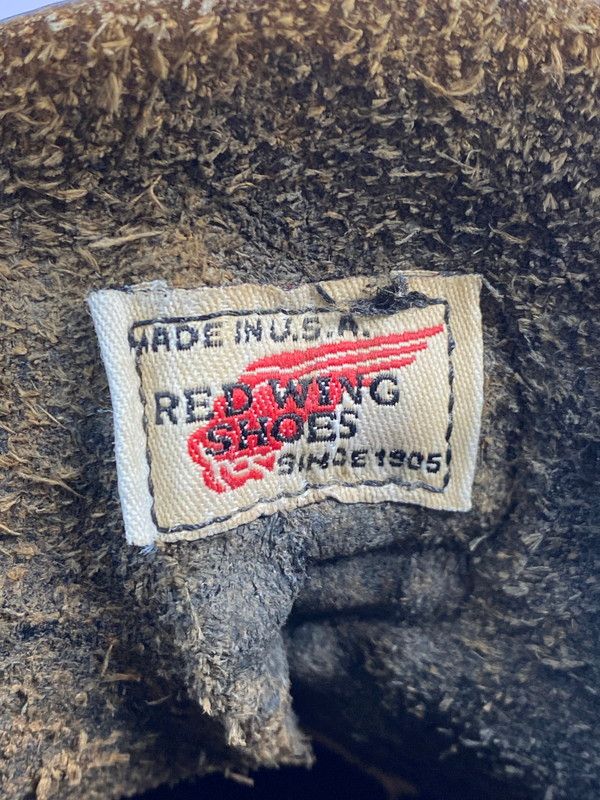 MADE IN U.S.A.
RED WING
SHOES
SINCE 1905